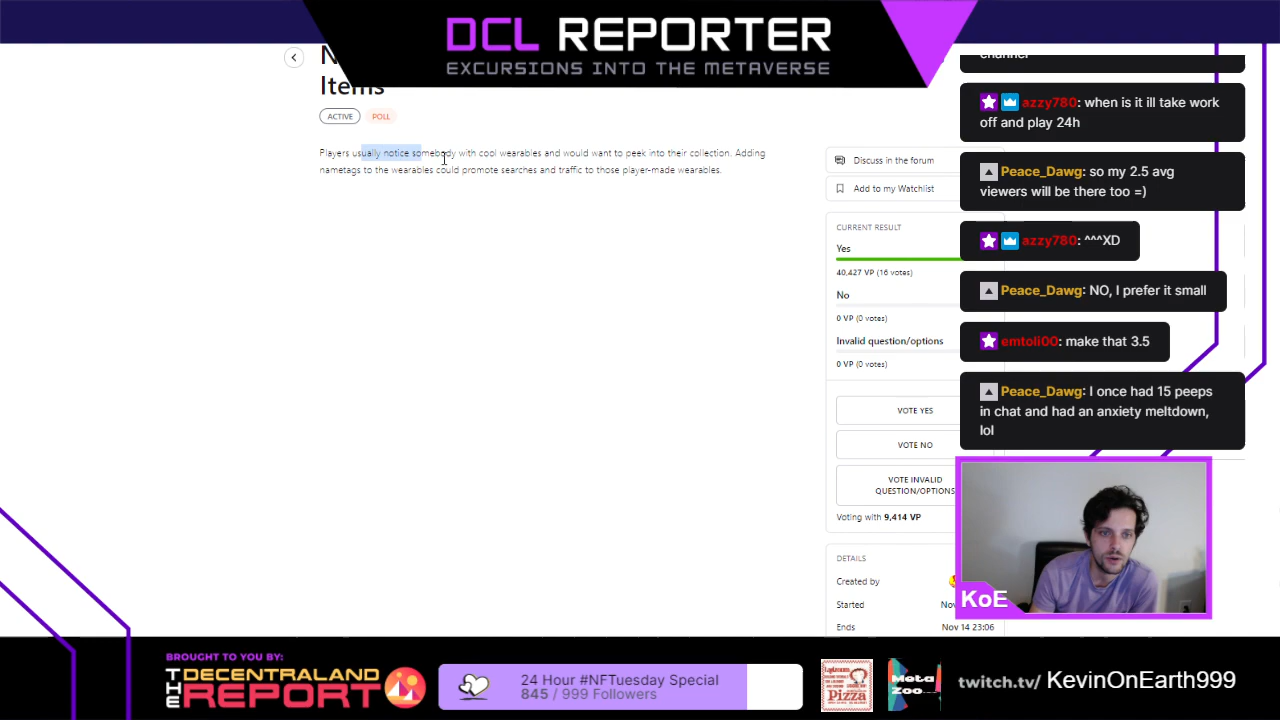 DCL REPORTER
EXCURSIONS INTO THE METAVERSE
Items
ACTIVE
POLL
Players usually notice somebody with cool wearables and would want to peek into their collection. Adding
nametags to the wearables could promote searches and traffic to those player-made wearables.
Discuss in the forum
Add to my Watchlist
CURRENT RESULT
Yes
40,427 VP (16 votes)
No
0 VP (0 votes)
Invalid question/options
0 VP (0 votes)
VOTE YES
VOTE NO
VOTE INVALID
QUESTION/OPTIONS
Voting with 9,414 VP
DETAILS
Created by
Started
Ends
Nov 14 23:06
channel
azzy780: when is it ill take work
off and play 24h
Peace_Dawg: so my 2.5 avg
viewers will be there too =)
azzy780: ^^^XD
Peace_Dawg: NO, I prefer it small
emtoli00: make that 3.5
Peace_Dawg: I once had 15 peeps
in chat and had an anxiety meltdown,
lol
KoE
BROUGHT TO YOU BY:
THE DECENTRALAND
REPORT
24 Hour #NFTuesday Special
845 / 999 Followers
Pizza
Meta
Zoo
twitch.tv/ KevinOnEarth999